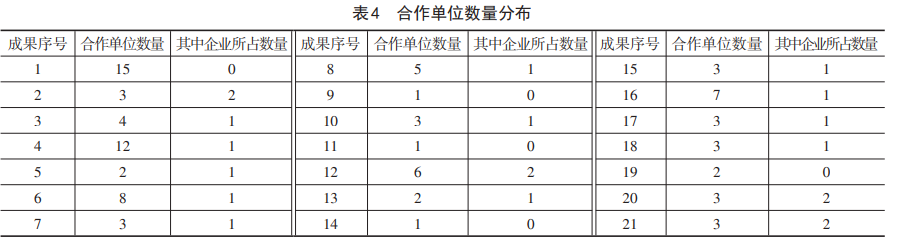 表4 合作单位数量分布
成果序号 合作单位数量 其中企业所占数量 成果序号 合作单位数量 其中企业所占数量 成果序号 合作单位数量 其中企业所占数量
1 15 0 8 5 1 15 3 1
2 3 2 9 1 0 16 7 1
3 4 1 10 3 1 17 3 1
4 12 1 11 1 0 18 3 1
5 2 1 12 6 2 19 2 0
6 8 1 13 2 1 20 3 2
7 3 1 14 1 0 21 3 2